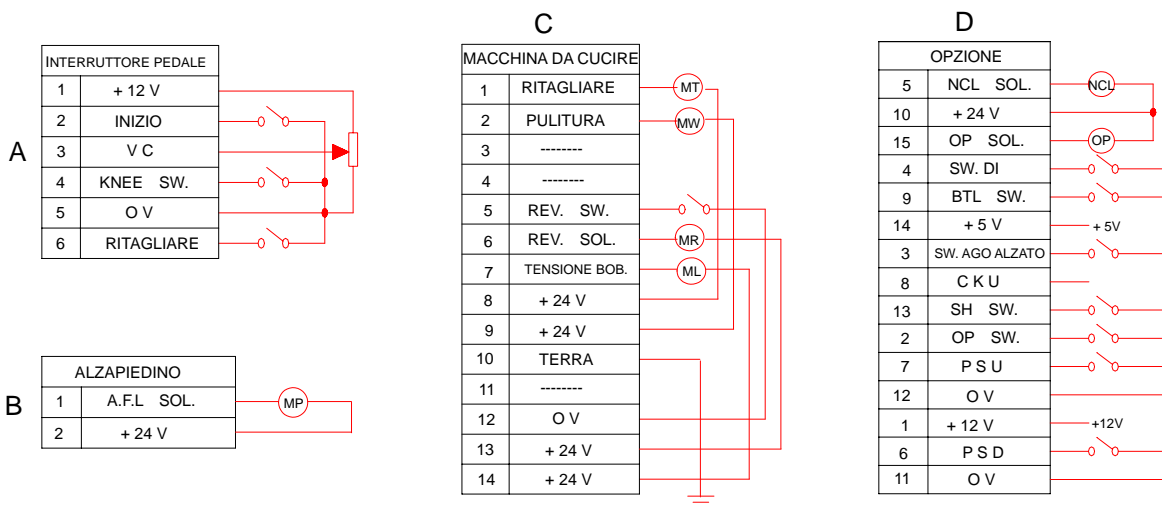 A
INTERRUTTORE PEDALE
1 + 12 V
2 INIZIO
3 V C
4 KNEE SW.
5 O V
6 RITAGLIARE
B
ALZAPIEDINO
1 A.F.L SOL. MP
2 + 24 V
C
MACCHINA DA CUCIRE
1 RITAGLIARE MT
2 PULITURA MW
3 --------
4 --------
5 REV. SW.
6 REV. SOL. MR
7 TENSIONE BOB. ML
8 + 24 V
9 + 24 V
10 TERRA
11 --------
12 O V
13 + 24 V
14 + 24 V
D
OPZIONE
5 NCL SOL. NCL
10 + 24 V
15 OP SOL. OP
4 SW. DI
9 BTL SW.
14 + 5 V + 5V
3 SW. AGO ALZATO
8 C K U
13 SH SW.
2 OP SW.
7 P S U
12 O V
1 + 12 V +12V
6 P S D
11 O V